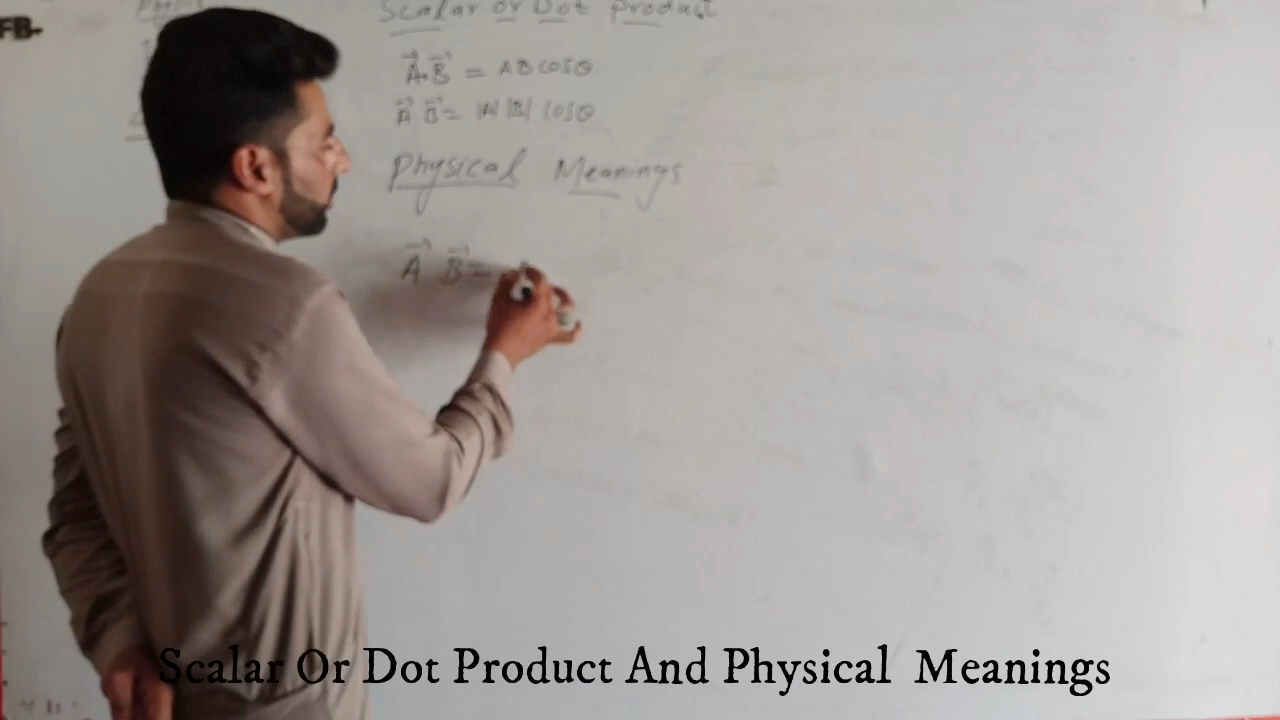 FB-
Scalar or Dot product
A⃗.B⃗ = AB cosθ
A⃗ B⃗ = |A| |B| cosθ
Physical Meanings
A⃗ B⃗ =
Scalar Or Dot Product And Physical Meanings